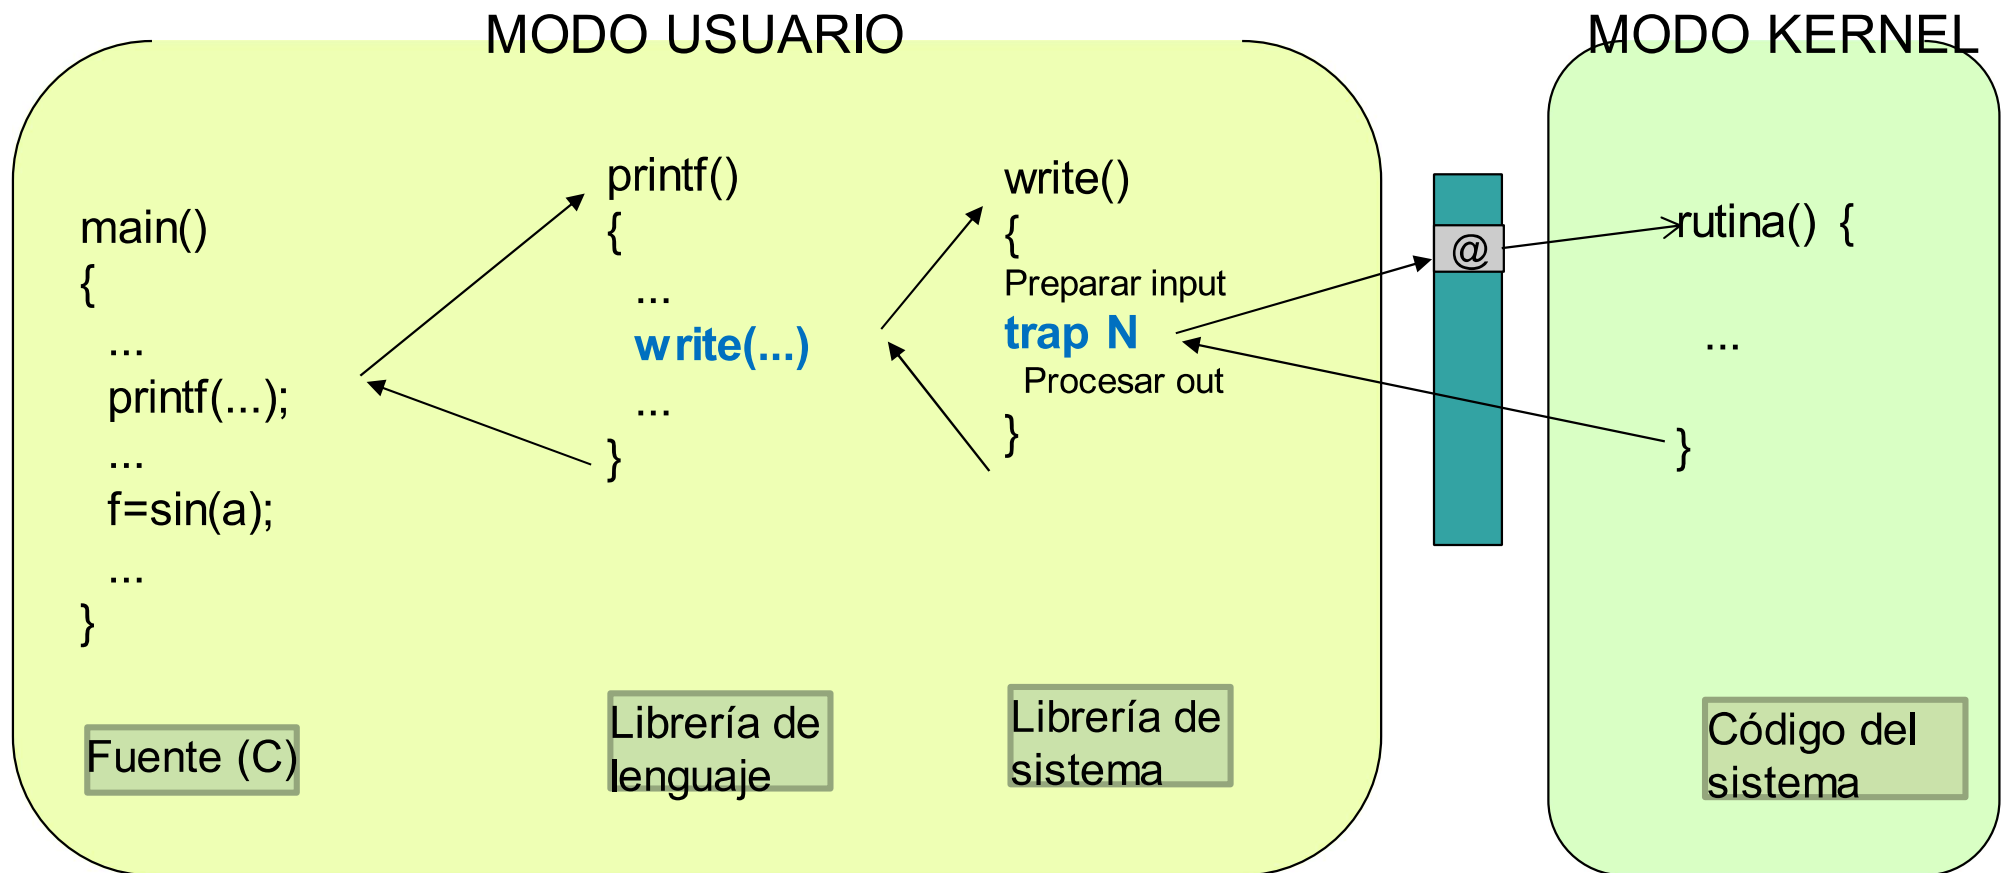 MODO USUARIO
main()
{
...
printf(...);
...
f=sin(a);
...
}
Fuente (C)
printf()
{
...
write(...)
...
}
Librería de
lenguaje
write()
{
Preparar input
trap N
Procesar out
}
Librería de
sistema
@
MODO KERNEL
rutina() {
...
}
Código del
sistema